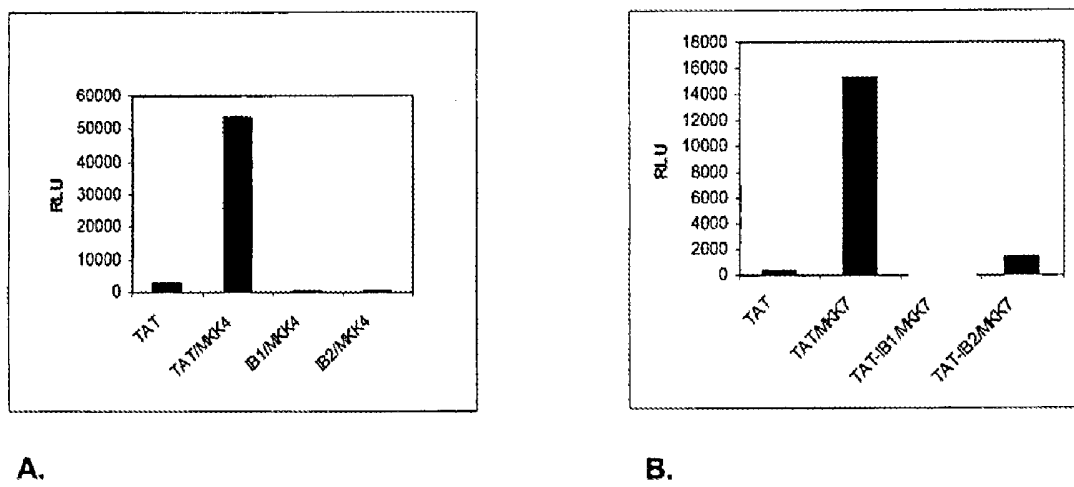 60000
50000
40000
30000
20000
10000
0
RLU
TAT
TAT/MKK4
IB1/MKK4
IB2/MKK4
A.
18000
16000
14000
12000
10000
8000
6000
4000
2000
0
RLU
TAT
TAT/MKK7
TAT-IB1/MKK7
TAT-IB2/MKK7
B.